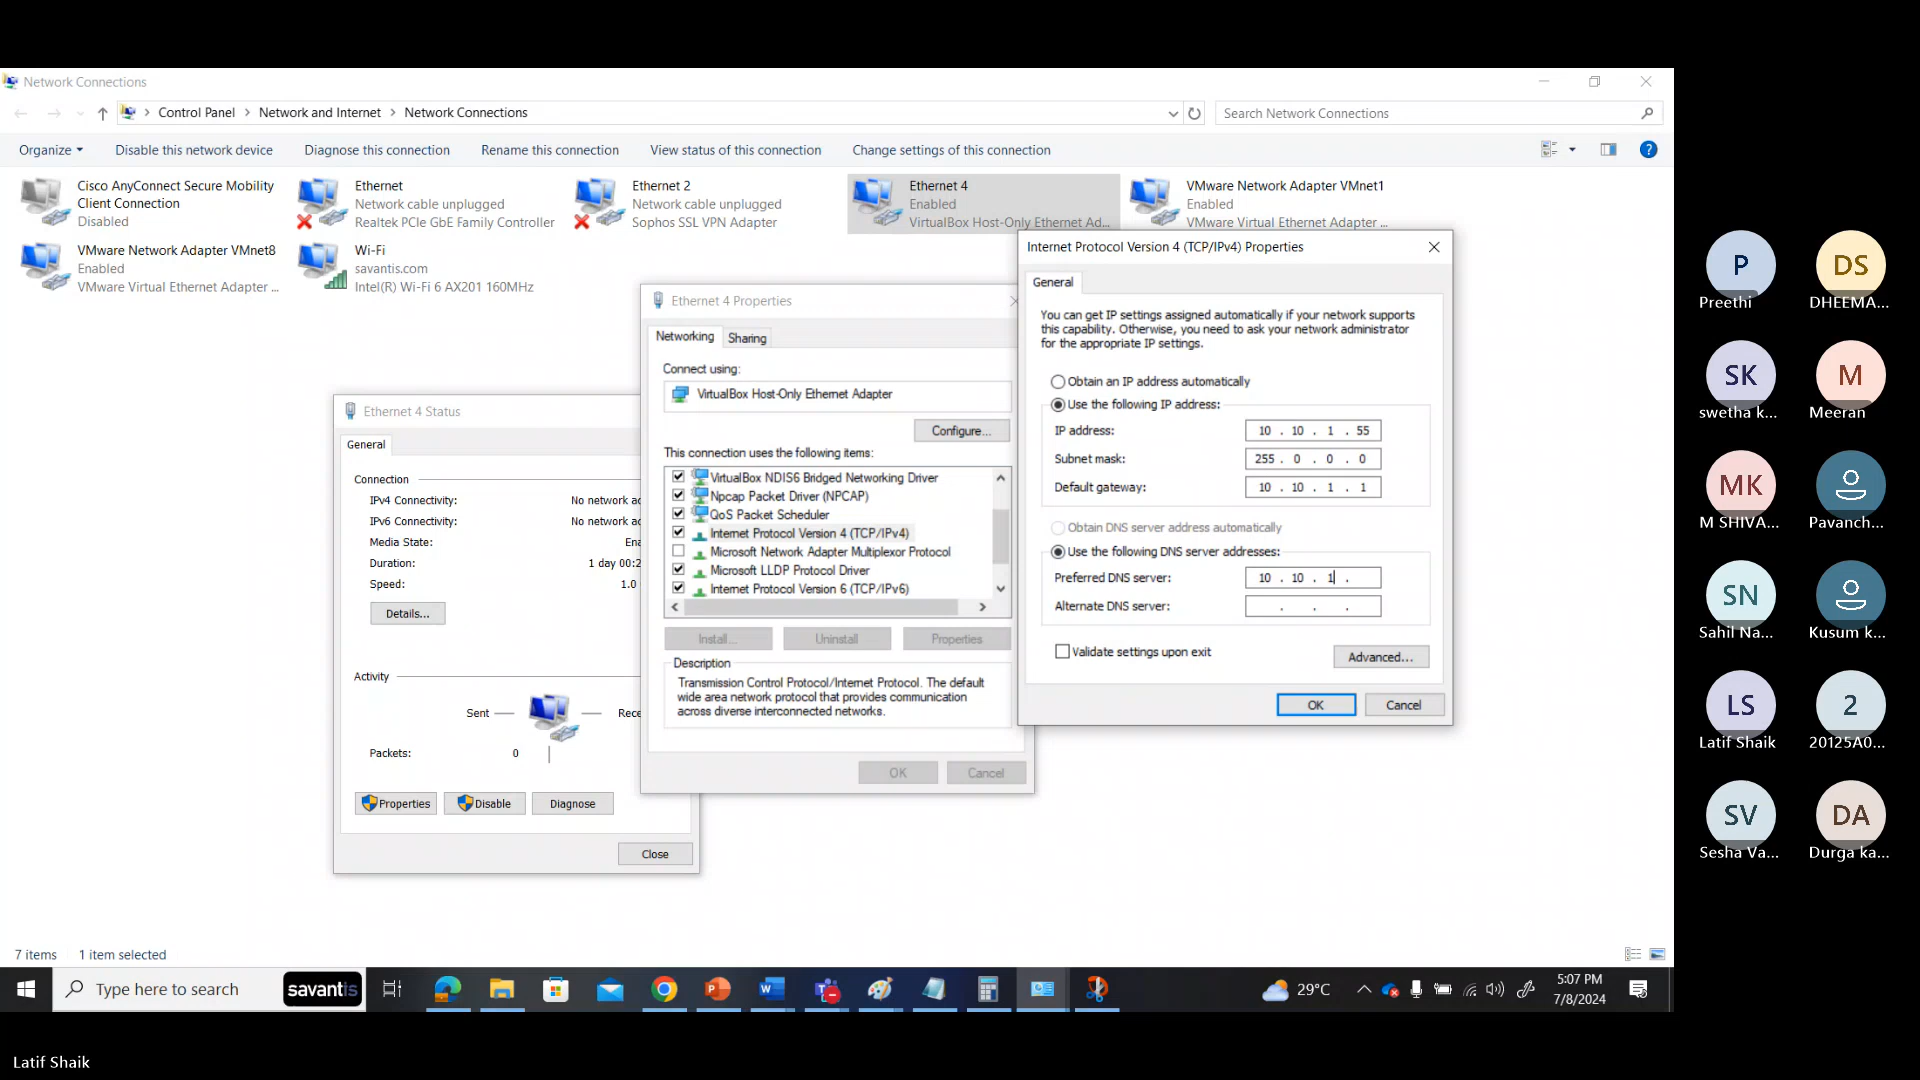 Network Connections
Control Panel > Network and Internet > Network Connections
Search Network Connections
Organize Disable this network device Diagnose this connection Rename this connection View status of this connection Change settings of this connection
Cisco AnyConnect Secure Mobility
Client Connection
Disabled
Ethernet
Network cable unplugged
Realtek PCIe GbE Family Controller
Ethernet 2
Network cable unplugged
Sophos SSL VPN Adapter
Ethernet 4
Enabled
VirtualBox Host-Only Ethernet Ad...
VMware Network Adapter VMnet1
Enabled
VMware Virtual Ethernet Adapter ...
VMware Network Adapter VMnet8
Enabled
VMware Virtual Ethernet Adapter ...
Wi-Fi
savantis.com
Intel(R) Wi-Fi 6 AX201 160MHz
Ethernet 4 Status
General
Connection
IPv4 Connectivity: No network ac
IPv6 Connectivity: No network ac
Media State: Ena
Duration: 1 day 00:2
Speed: 1.0
Details...
Activity
Sent Rece
Packets: 0
Properties Disable Diagnose
Close
Ethernet 4 Properties
Networking Sharing
Connect using:
VirtualBox Host-Only Ethernet Adapter
Configure...
This connection uses the following items:
VirtualBox NDIS6 Bridged Networking Driver
Npcap Packet Driver (NPCAP)
QoS Packet Scheduler
Internet Protocol Version 4 (TCP/IPv4)
Microsoft Network Adapter Multiplexor Protocol
Microsoft LLDP Protocol Driver
Internet Protocol Version 6 (TCP/IPv6)
Install... Uninstall Properties
Description
Transmission Control Protocol/Internet Protocol. The default
wide area network protocol that provides communication
across diverse interconnected networks.
OK Cancel
Internet Protocol Version 4 (TCP/IPv4) Properties
General
You can get IP settings assigned automatically if your network supports
this capability. Otherwise, you need to ask your network administrator
for the appropriate IP settings.
Obtain an IP address automatically
Use the following IP address:
IP address: 10 . 10 . 1 . 55
Subnet mask: 255 . 0 . 0 . 0
Default gateway: 10 . 10 . 1 . 1
Obtain DNS server address automatically
Use the following DNS server addresses:
Preferred DNS server: 10 . 10 . 1 .
Alternate DNS server: . . .
Validate settings upon exit
Advanced...
OK Cancel
7 items 1 item selected
Type here to search
savantis
29°C
5:07 PM
7/8/2024
P
Preethi
DS
DHEEMA...
SK
swetha k...
M
Meeran
MK
M SHIVA...
Pavanch...
SN
Sahil Na...
Kusum k...
LS
Latif Shaik
2
20125A0...
SV
Sesha Va...
DA
Durga ka...
Latif Shaik